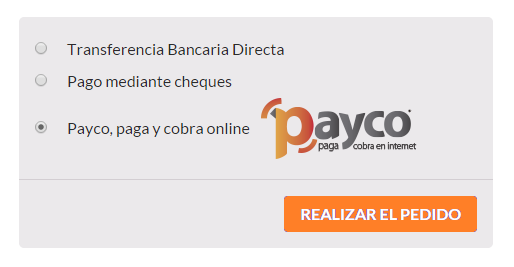 Transferencia Bancaria Directa
Pago mediante cheques
Payco, paga y cobra online
payco
paga cobra en internet
REALIZAR EL PEDIDO